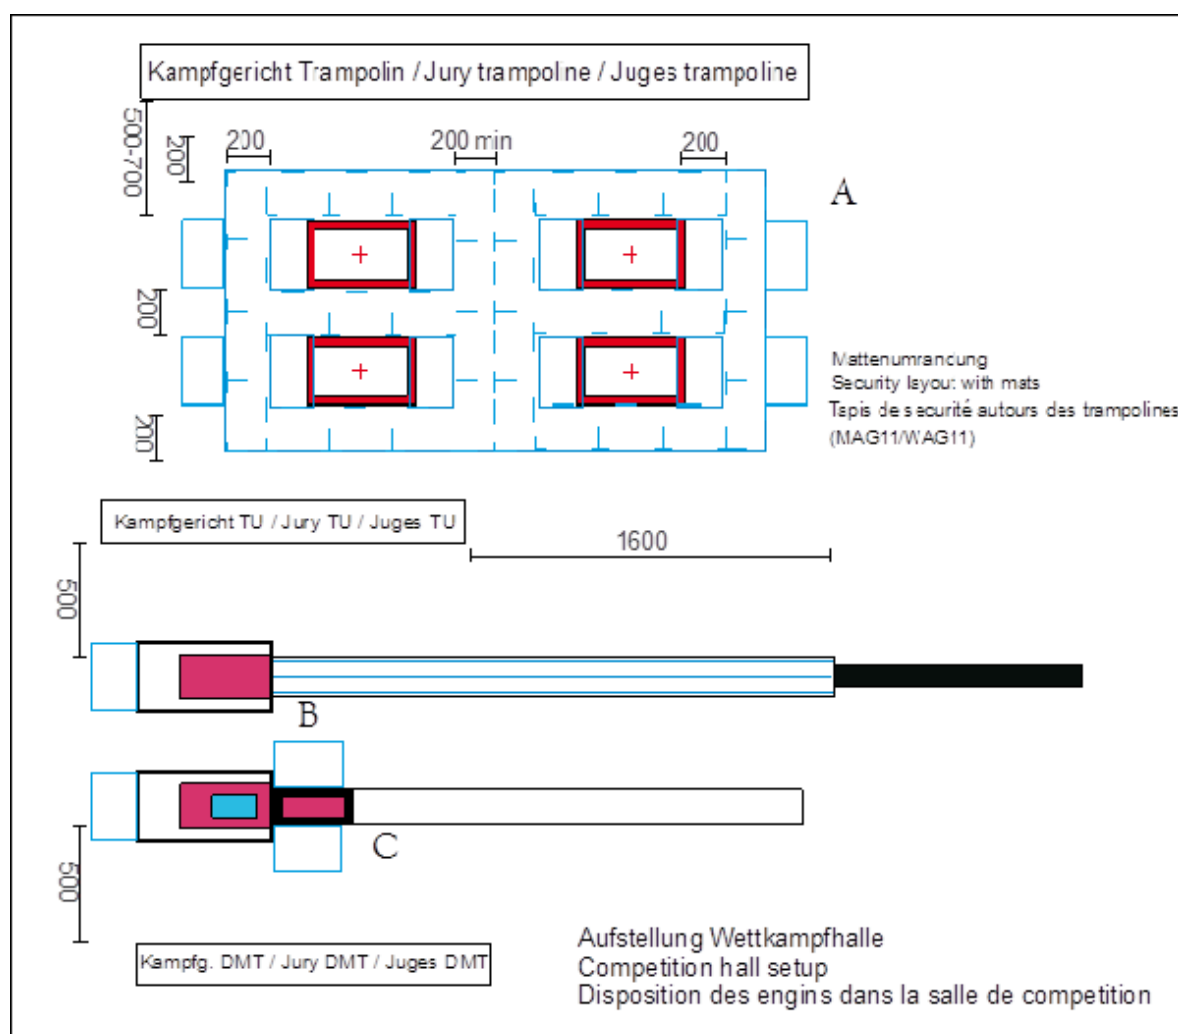 Kampfgericht Trampolin / Jury trampoline / Juges trampoline
500-700
200
200
200 min
200
A
200
200
Mattenumrancung
Security layout with mats
Tapis de securité autours des trampolines
(MAG11/WAG11)
Kampfgericht TU / Jury TU / Juges TU
1600
500
B
C
500
Kampfg. DMT / Jury DMT / Juges DMT
Aufstellung Wettkampfhalle
Competition hall setup
Disposition des engins dans la salle de competition